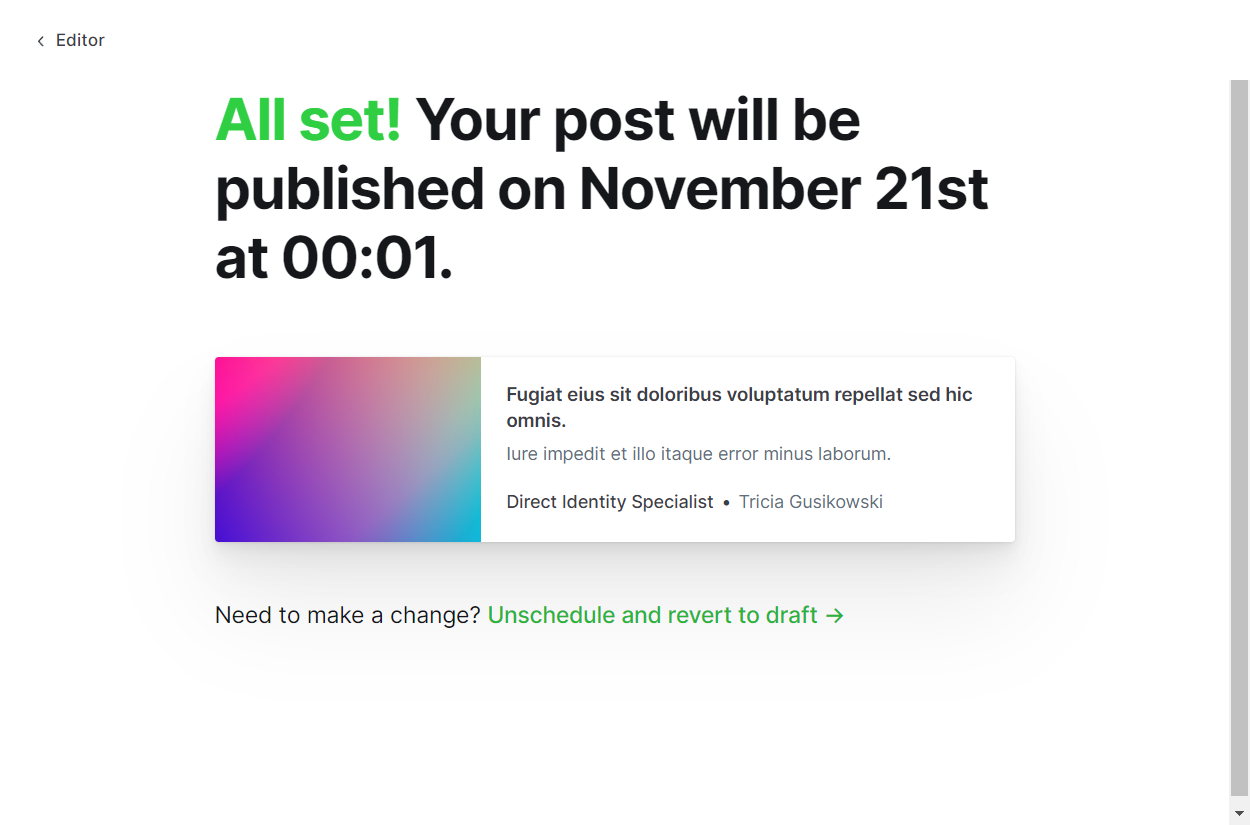 Editor
All set! Your post will be
published on November 21st
at 00:01.
Fugiat eius sit doloribus voluptatum repellat sed hic
omnis.
Iure impedit et illo itaque error minus laborum.
Direct Identity Specialist • Tricia Gusikowski
Need to make a change? Unschedule and revert to draft →